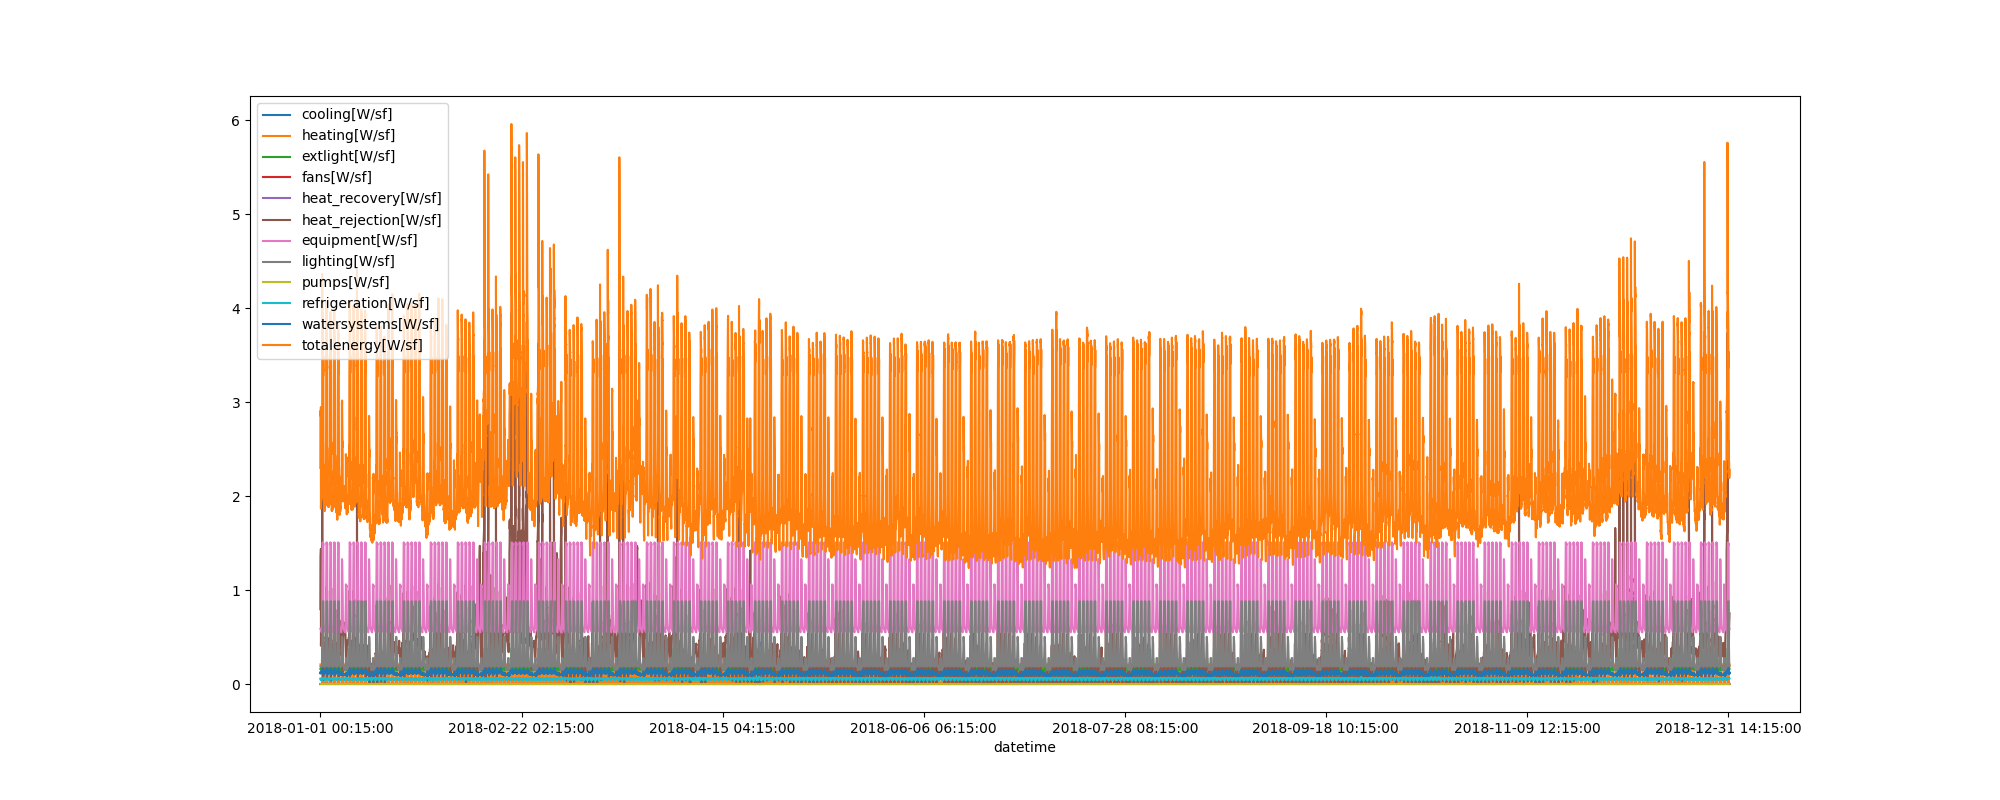 cooling[W/sf]
heating[W/sf]
extlight[W/sf]
fans[W/sf]
heat_recovery[W/sf]
heat_rejection[W/sf]
equipment[W/sf]
lighting[W/sf]
pumps[W/sf]
refrigeration[W/sf]
watersystems[W/sf]
totalenergy[W/sf]
6
5
4
3
2
1
0
2018-01-01 00:15:00 2018-02-22 02:15:00 2018-04-15 04:15:00 2018-06-06 06:15:00 2018-07-28 08:15:00 2018-09-18 10:15:00 2018-11-09 12:15:00 2018-12-31 14:15:00
datetime